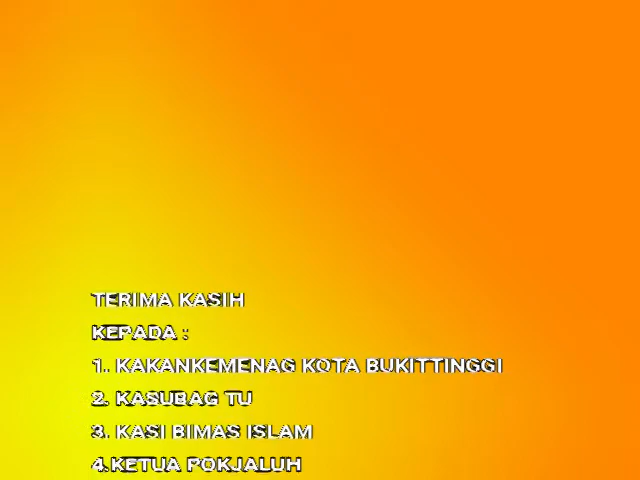 TERIMA KASIH
KEPADA :
1. KAKANKEMENAG KOTA BUKITTINGGI
2. KASUBAG TU
3. KASI BIMAS ISLAM
4.KETUA POKJALUH